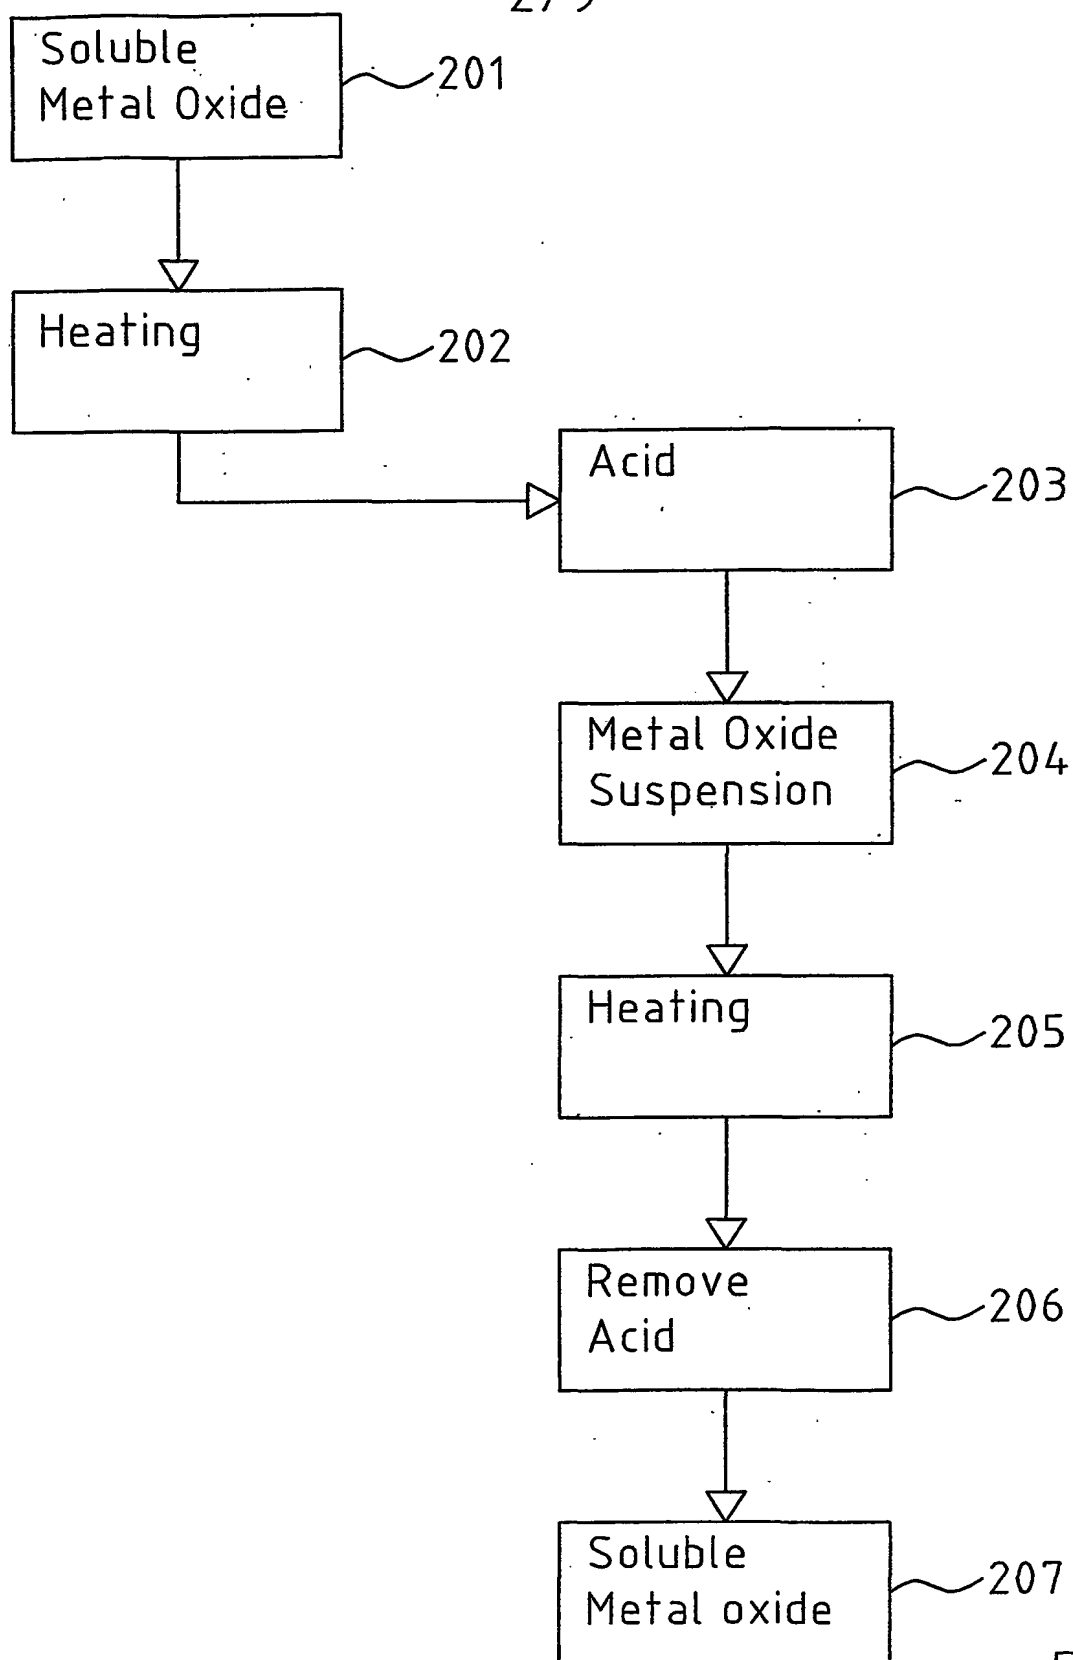 Soluble
Metal Oxide
201
Heating
202
Acid
203
Metal Oxide
Suspension
204
Heating
205
Remove
Acid
206
Soluble
Metal oxide
207